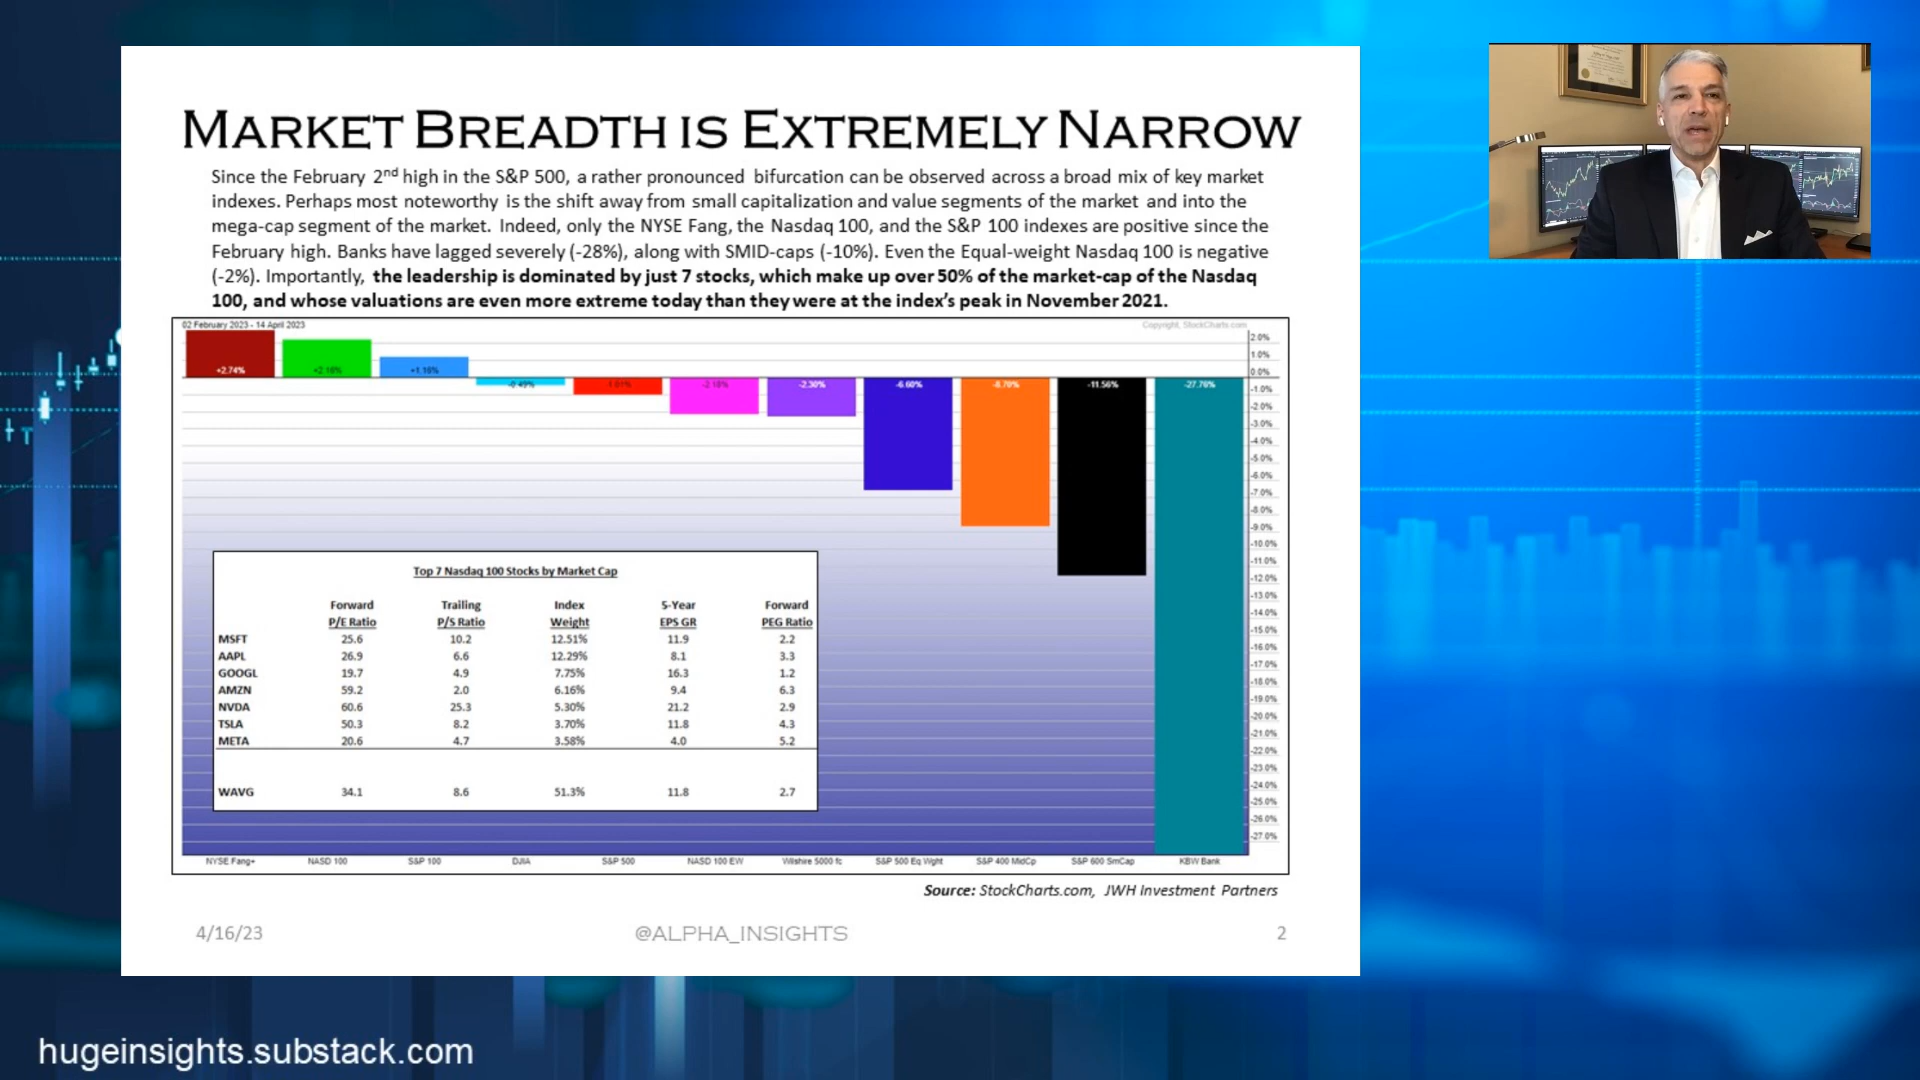 MARKET BREADTH IS EXTREMELY NARROW
Since the February 2nd high in the S&P 500, a rather pronounced bifurcation can be observed across a broad mix of key market
indexes. Perhaps most noteworthy is the shift away from small capitalization and value segments of the market and into the
mega-cap segment of the market. Indeed, only the NYSE Fang, the Nasdaq 100, and the S&P 100 indexes are positive since the
February high. Banks have lagged severely (-28%), along with SMID-caps (-10%). Even the Equal-weight Nasdaq 100 is negative
(-2%). Importantly, the leadership is dominated by just 7 stocks, which make up over 50% of the market-cap of the Nasdaq
100, and whose valuations are even more extreme today than they were at the index's peak in November 2021.
02 February 2023 - 14 April 2023
Copyright, StockCharts.com
+2.74% +2.16% +1.16% -0.49% -1.01% -2.18% -2.30% -6.60% -8.70% -11.56% -27.76%
2.0%
1.0%
0.0%
-1.0%
-2.0%
-3.0%
-4.0%
-5.0%
-6.0%
-7.0%
-8.0%
-9.0%
-10.0%
-11.0%
-12.0%
-13.0%
-14.0%
-15.0%
-16.0%
-17.0%
-18.0%
-19.0%
-20.0%
-21.0%
-22.0%
-23.0%
-24.0%
-25.0%
-26.0%
-27.0%
Top 7 Nasdaq 100 Stocks by Market Cap
Forward Trailing Index 5-Year Forward
P/E Ratio P/S Ratio Weight EPS GR PEG Ratio
MSFT 25.6 10.2 12.51% 11.9 2.2
AAPL 26.9 6.6 12.29% 8.1 3.3
GOOGL 19.7 4.9 7.75% 16.3 1.2
AMZN 59.2 2.0 6.16% 9.4 6.3
NVDA 60.6 25.3 5.30% 21.2 2.9
TSLA 50.3 8.2 3.70% 11.8 4.3
META 20.6 4.7 3.58% 4.0 5.2
WAVG 34.1 8.6 51.3% 11.8 2.7
NYSE Fang+ NASD 100 S&P 100 DJIA S&P 500 NASD 100 EW Wilshire 5000 fc S&P 500 Eq Wght S&P 400 MidCp S&P 600 SmCap KBW Bank
Source: StockCharts.com, JWH Investment Partners
4/16/23 @ALPHA_INSIGHTS 2
hugeinsights.substack.com